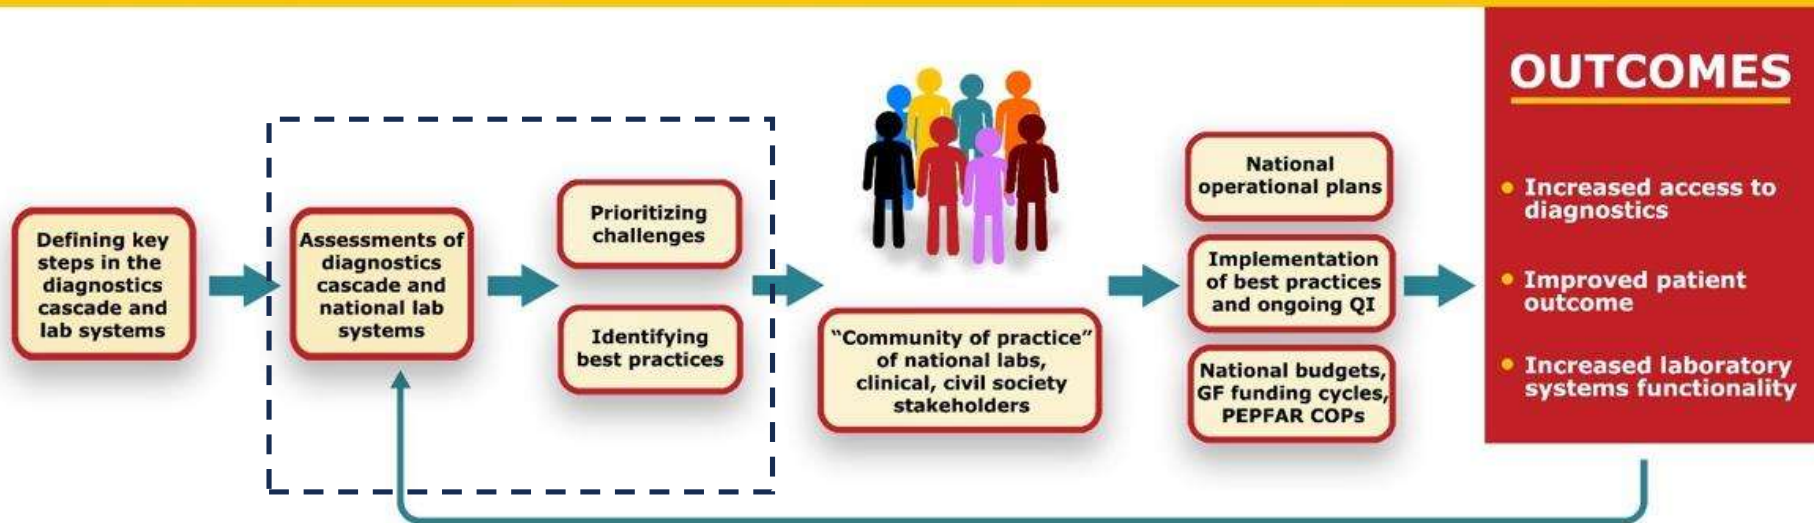 Defining key
steps in the
diagnostics
cascade and
lab systems
Assessments of
diagnostics
cascade and
national lab
systems
Prioritizing
challenges
Identifying
best practices
“Community of practice”
of national labs,
clinical, civil society
stakeholders
National
operational plans
Implementation
of best practices
and ongoing QI
National budgets,
GF funding cycles,
PEPFAR COPs
OUTCOMES
• Increased access to
diagnostics
• Improved patient
outcome
• Increased laboratory
systems functionality